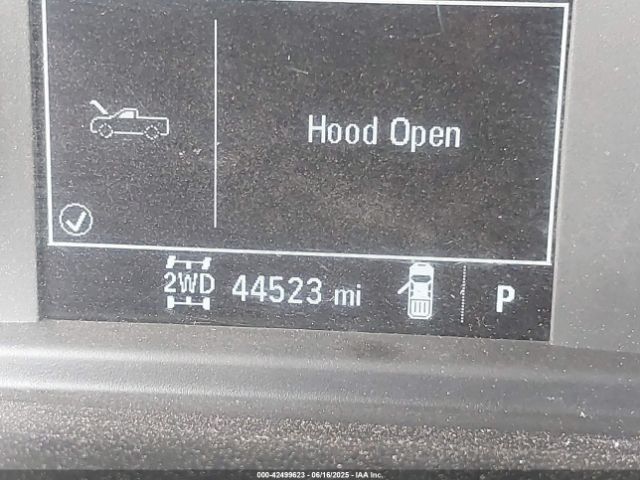 Hood Open
2WD 44523 mi P
000-42499623 - 06/16/2025 - IAA Inc.